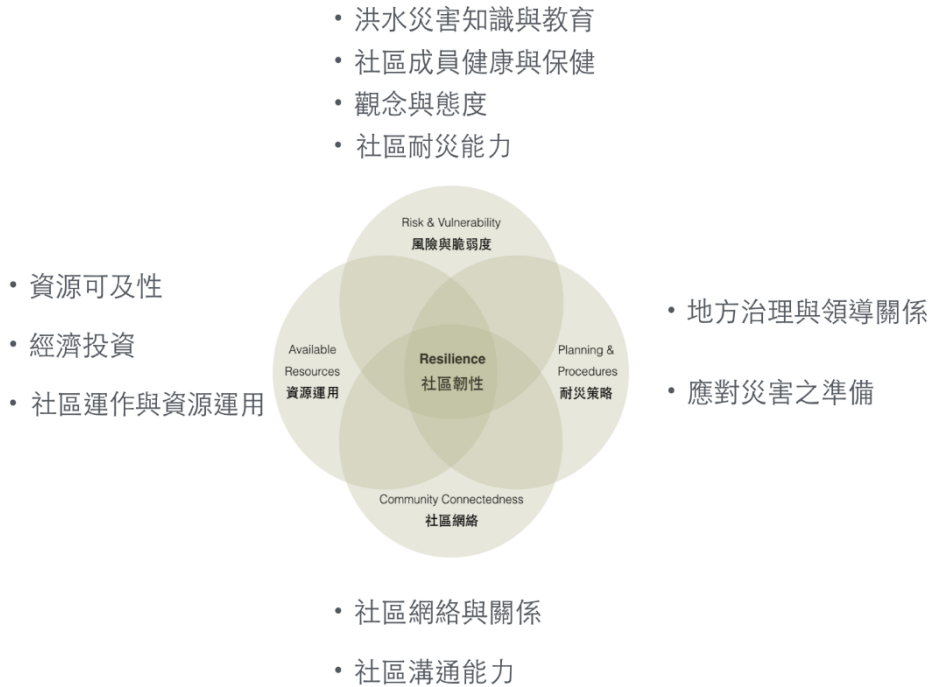 • 洪水災害知識與教育
• 社區成員健康與保健
• 觀念與態度
• 社區耐災能力
Risk & Vulnerability
風險與脆弱度
• 資源可及性
• 經濟投資
• 社區運作與資源運用
Available
Resources
資源運用
Resilience
社區韌性
Planning &
Procedures
耐災策略
• 地方治理與領導關係
• 應對災害之準備
Community Connectedness
社區網絡
• 社區網絡與關係
• 社區溝通能力